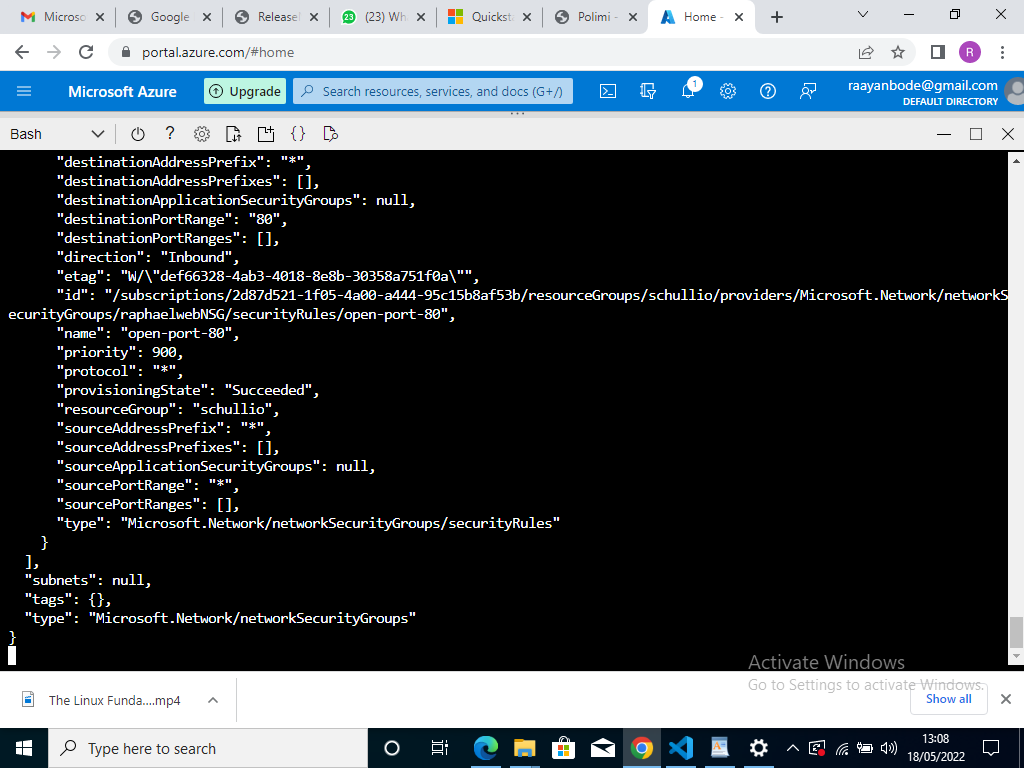 Microso
Google
Release
23
(23) Wh
Quickst
Polimi -
Home -
portal.azure.com/#home
R
Microsoft Azure
Upgrade
Search resources, services, and docs (G+/)
1
raayanbode@gmail.com
DEFAULT DIRECTORY
Bash
?
{ }
"destinationAddressPrefix": "*",
"destinationAddressPrefixes": [],
"destinationApplicationSecurityGroups": null,
"destinationPortRange": "80",
"destinationPortRanges": [],
"direction": "Inbound",
"etag": "W/\"def66328-4ab3-4018-8e8b-30358a751f0a\"",
"id": "/subscriptions/2d87d521-1f05-4a00-a444-95c15b8af53b/resourceGroups/schullio/providers/Microsoft.Network/networkS
ecurityGroups/raphaelwebNSG/securityRules/open-port-80",
"name": "open-port-80",
"priority": 900,
"protocol": "*",
"provisioningState": "Succeeded",
"resourceGroup": "schullio",
"sourceAddressPrefix": "*",
"sourceAddressPrefixes": [],
"sourceApplicationSecurityGroups": null,
"sourcePortRange": "*",
"sourcePortRanges": [],
"type": "Microsoft.Network/networkSecurityGroups/securityRules"
}
],
"subnets": null,
"tags": {},
"type": "Microsoft.Network/networkSecurityGroups"
}
Activate Windows
Go to Settings to activate Windows.
The Linux Funda....mp4
Show all
Type here to search
13:08
18/05/2022